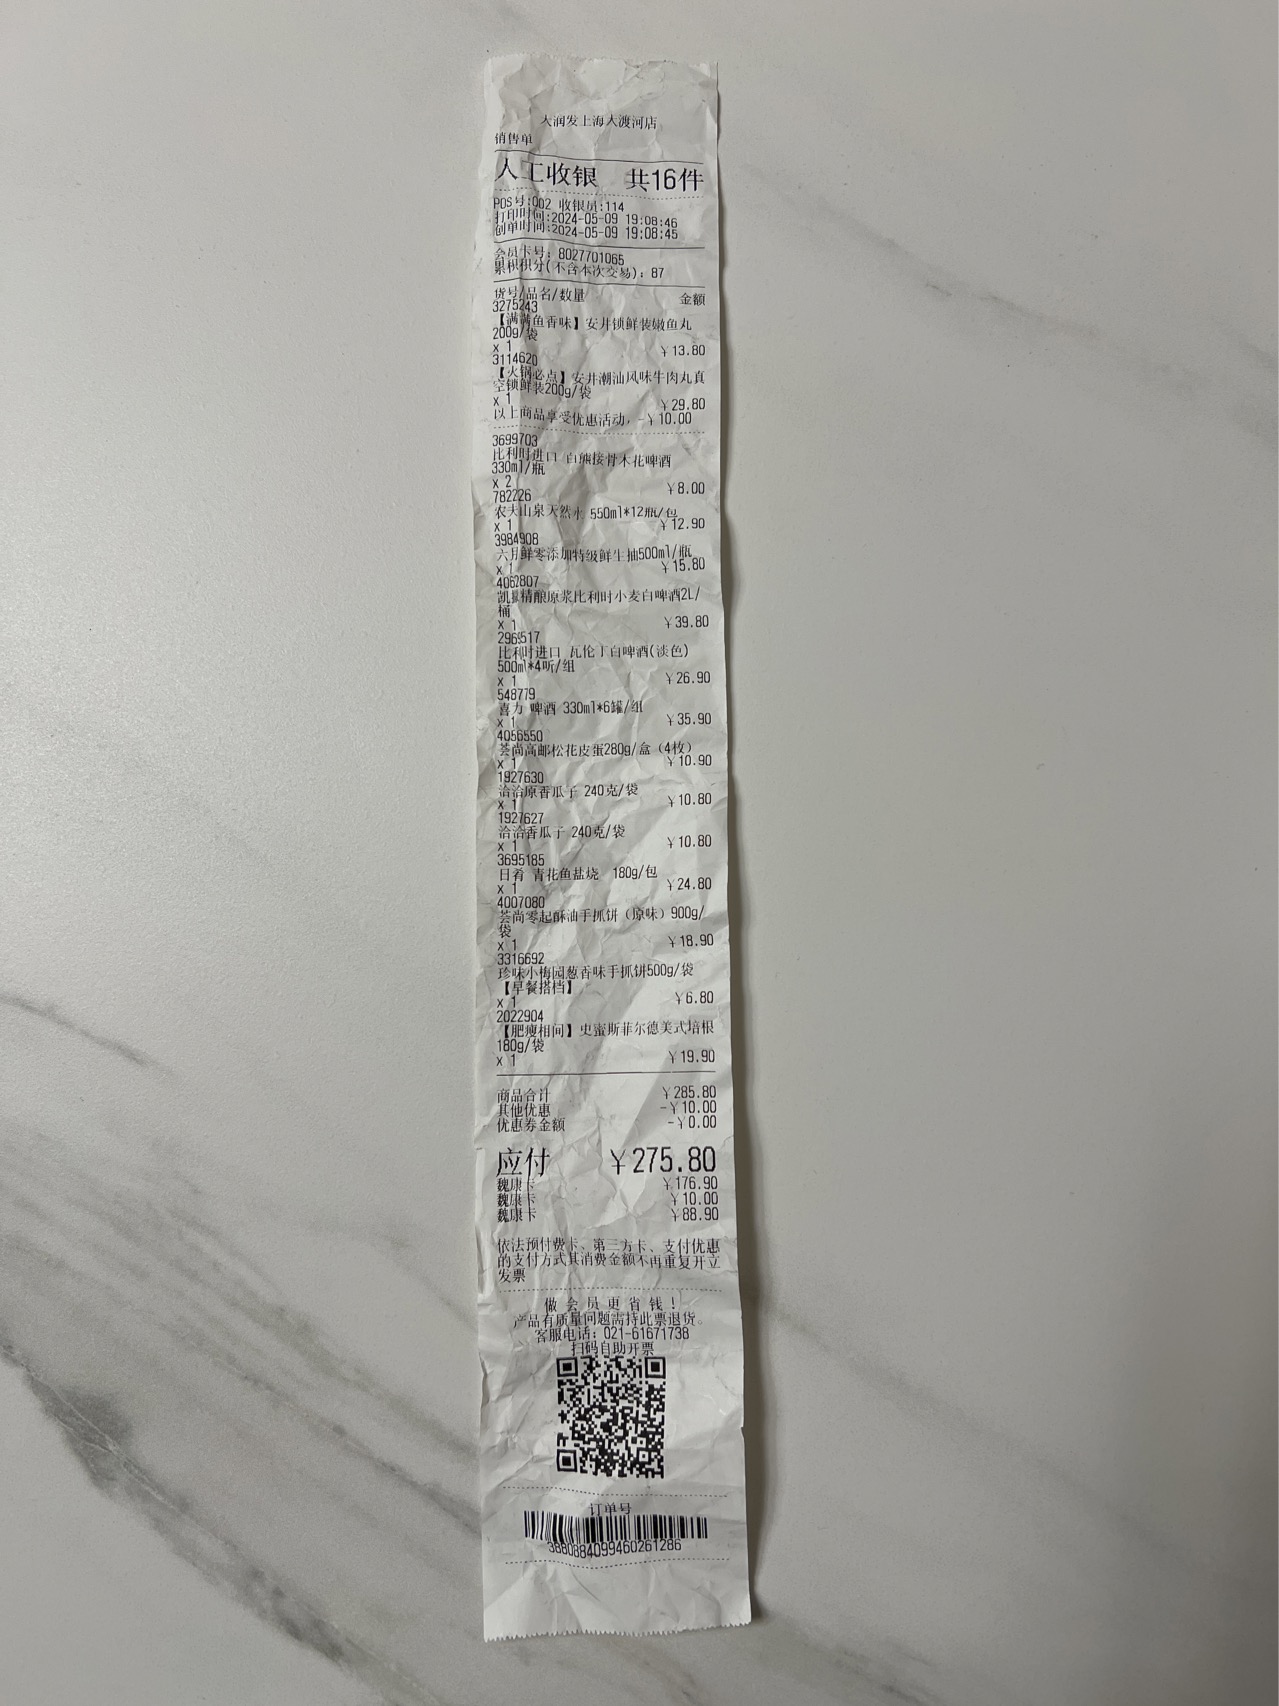 大润发上海大渡河店
销售单
人工收银 共16件
POS号:002 收银员:114
打印时间:2024-05-09 19:08:46
创单时间:2024-05-09 19:08:45
会员卡号: 8027701065
累积积分(不含本次交易): 87
货号/品名/数量 金额
3275243
【满满鱼香味】安井锁鲜装嫩鱼丸
200g/袋
x 1 ￥13.80
3114620
【火锅必点】安井潮汕风味牛肉丸真
空锁鲜装200g/袋
x 1 ￥29.80
以上商品享受优惠活动, -￥10.00
3699703
比利时进口 白熊接骨木花啤酒
330ml/瓶
x 2 ￥8.00
782226
农夫山泉天然水 550ml*12瓶/包
x 1 ￥12.90
3984908
六月鲜零添加特级鲜生抽500ml/瓶
x 1 ￥15.80
4062807
精酿原浆比利时小麦白啤酒2L/
桶
x 1 ￥39.80
2969517
比利时进口 瓦伦丁白啤酒(淡色)
500ml*4听/组
x 1 ￥26.90
548779
喜力 啤酒 330ml*6罐/组
x 1 ￥35.90
4056550
荟尚高邮松花皮蛋280g/盒（4枚）
x 1 ￥10.90
1927630
洽洽原香瓜子 240克/袋
x 1 ￥10.80
1927627
洽洽香瓜子 240克/袋
x 1 ￥10.80
3695185
日肴 青花鱼盐烧 180g/包
x 1 ￥24.80
4007080
荟尚零起酥油手抓饼（原味）900g/
袋
x 1 ￥18.90
3316692
珍味小梅园葱香味手抓饼500g/袋
【早餐搭档】
x 1 ￥6.80
2022904
【肥瘦相间】史蜜斯菲尔德美式培根
180g/袋
x 1 ￥19.90
商品合计 ￥285.80
其他优惠 -￥10.00
优惠券金额 -￥0.00
应付 ￥275.80
魏康卡 ￥176.90
魏康卡 ￥10.00
魏康卡 ￥88.90
依法预付费卡、第三方卡、支付优惠
的支付方式其消费金额不再重复开立
发票
做 会 员 更 省 钱 !
产品有质量问题需持此票退货。
客服电话: 021-61671738
扫码自助开票
订单号
3880884099460261286